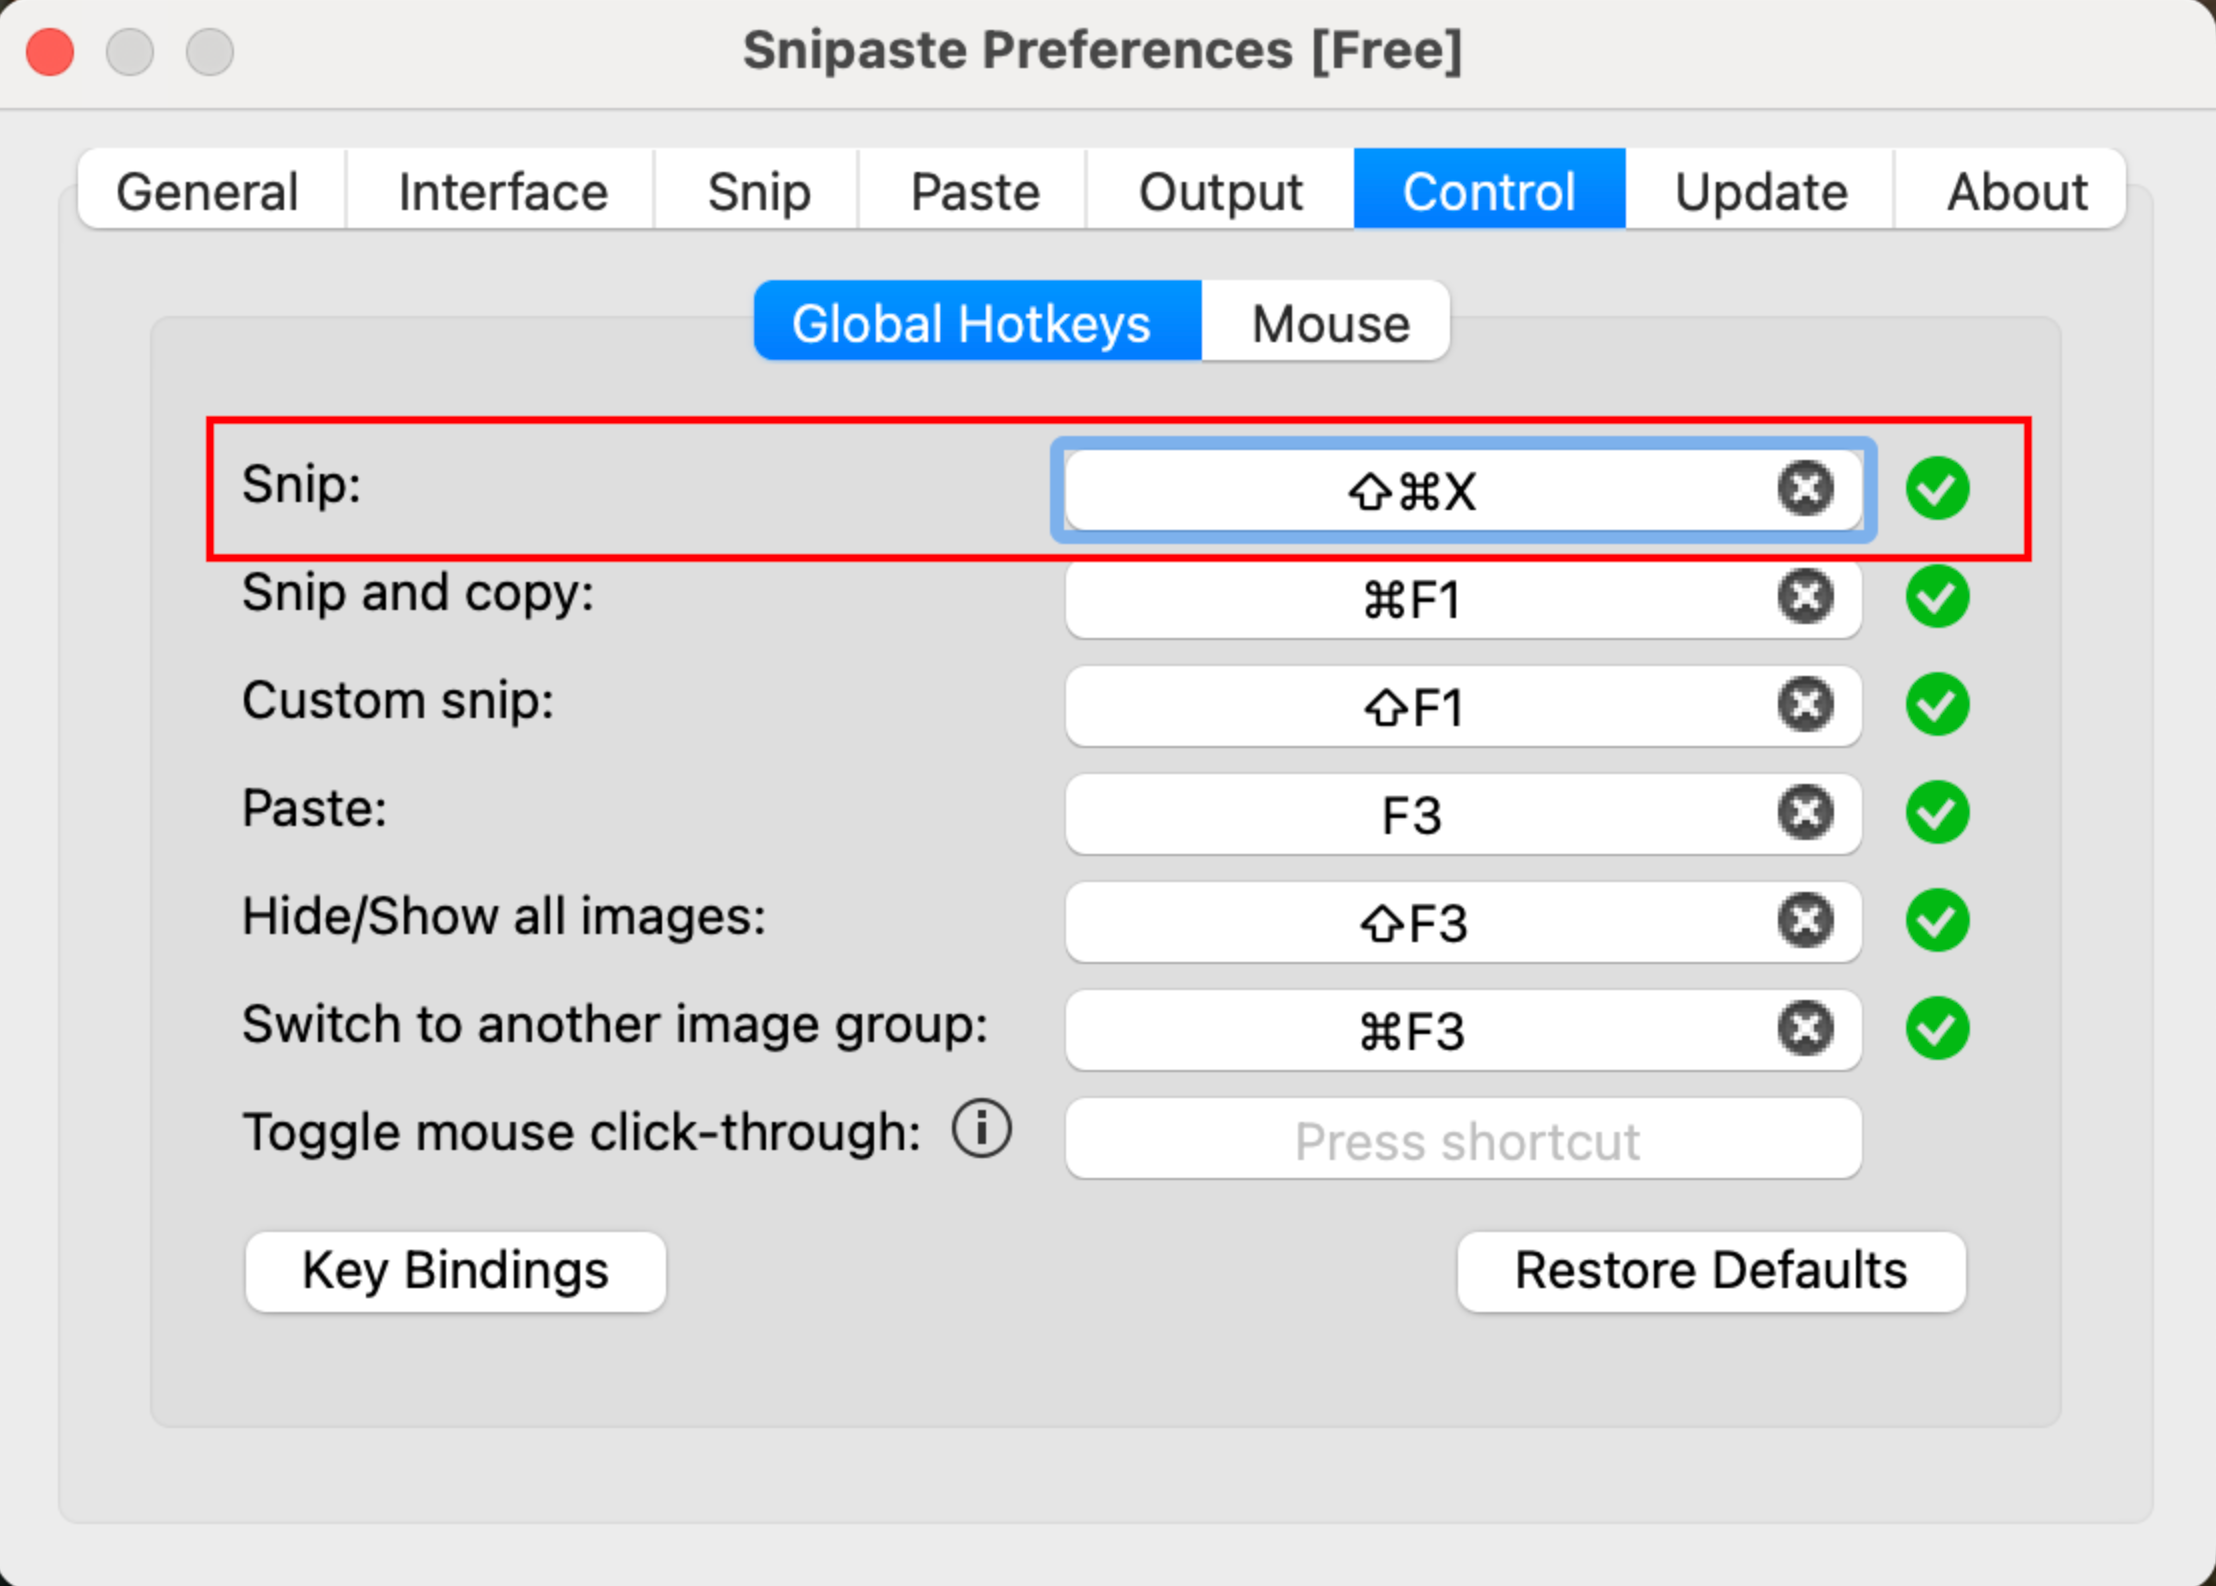 Snipaste Preferences [Free]
General Interface Snip Paste Output Control Update About
Global Hotkeys Mouse
Snip: ⇧⌘X
Snip and copy: ⌘F1
Custom snip: ⇧F1
Paste: F3
Hide/Show all images: ⇧F3
Switch to another image group: ⌘F3
Toggle mouse click-through: Press shortcut
Key Bindings Restore Defaults